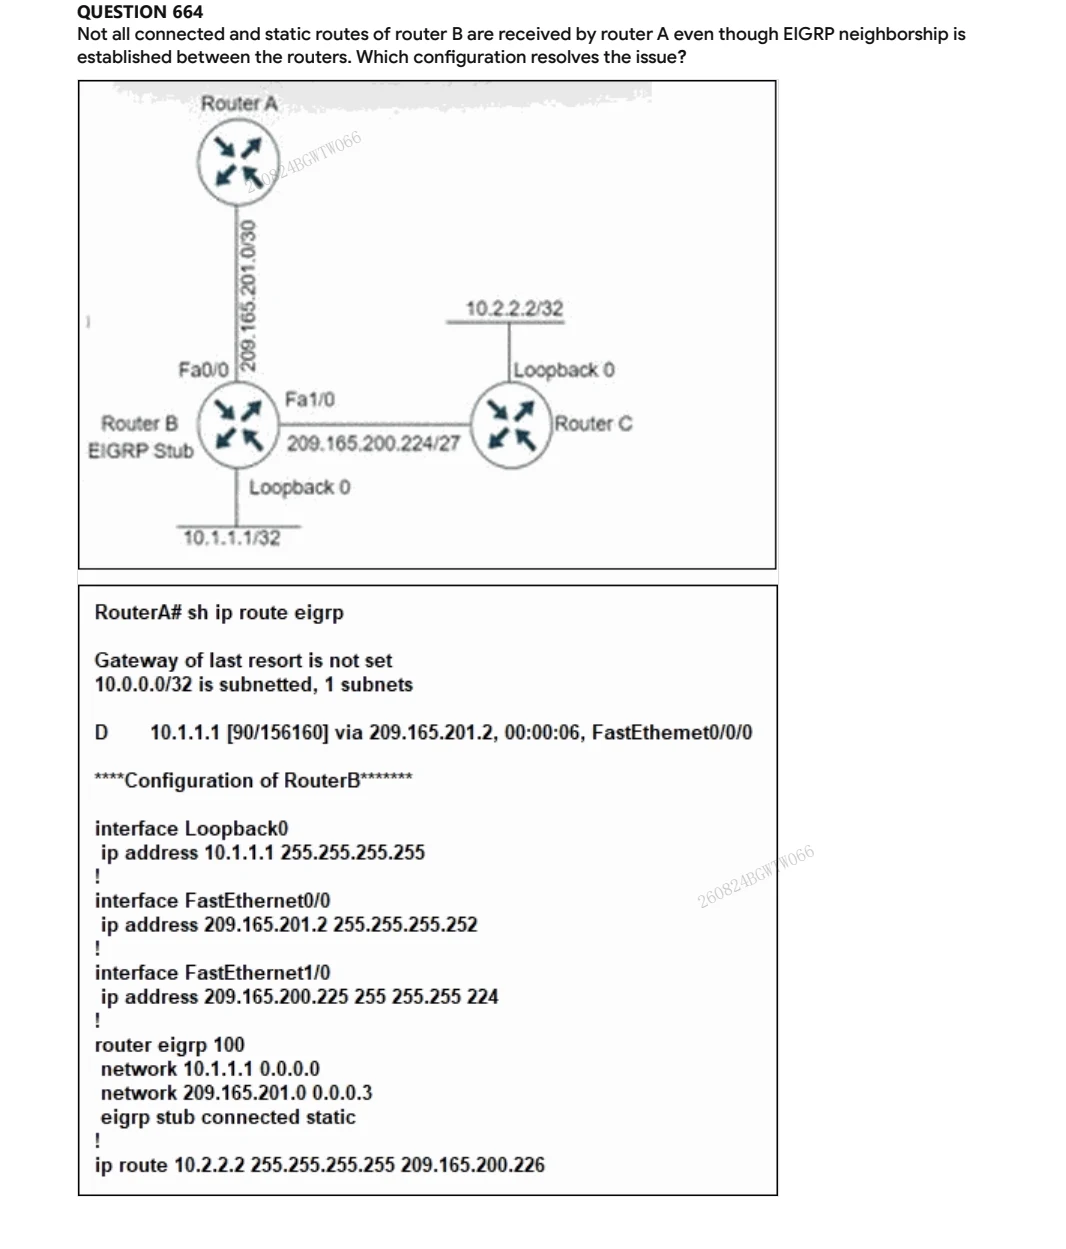 QUESTION 664
Not all connected and static routes of router B are received by router A even though EIGRP neighborship is
established between the routers. Which configuration resolves the issue?
Router A
260824BGWTW066
209.165.201.0/30
10.2.2.2/32
Fa0/0
Loopback 0
Fa1/0
Router B
Router C
EIGRP Stub
209.165.200.224/27
Loopback 0
10.1.1.1/32
RouterA# sh ip route eigrp
Gateway of last resort is not set
10.0.0.0/32 is subnetted, 1 subnets
D 10.1.1.1 [90/156160] via 209.165.201.2, 00:00:06, FastEthemet0/0/0
****Configuration of RouterB*******
interface Loopback0
ip address 10.1.1.1 255.255.255.255
!
interface FastEthernet0/0
ip address 209.165.201.2 255.255.255.252
!
interface FastEthernet1/0
ip address 209.165.200.225 255 255.255 224
!
router eigrp 100
network 10.1.1.1 0.0.0.0
network 209.165.201.0 0.0.0.3
eigrp stub connected static
!
ip route 10.2.2.2 255.255.255.255 209.165.200.226
260824BGWTW066